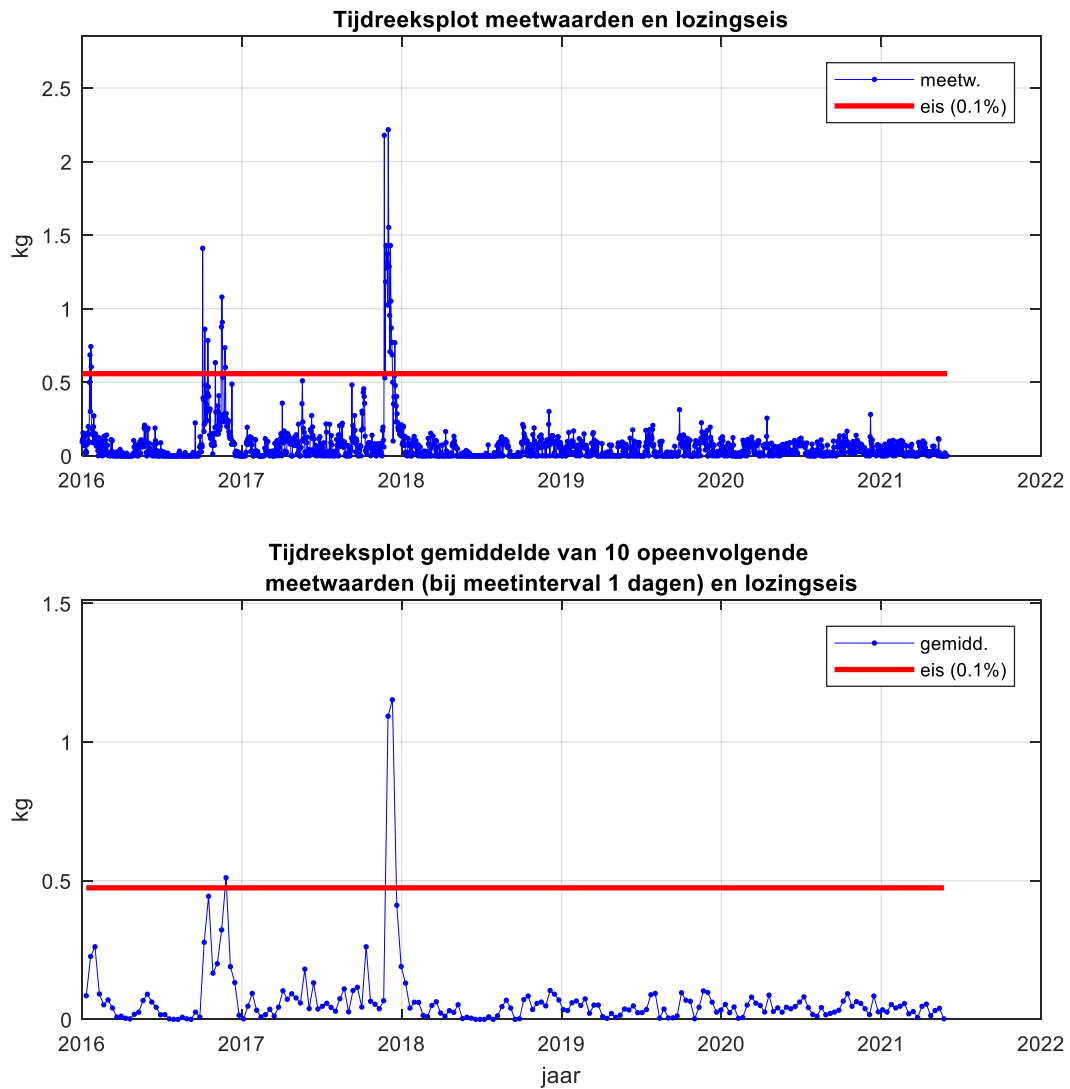 Tijdreeksplot meetwaarden en lozingseis
2.5
2
1.5
1
0.5
0
kg
meetw.
eis (0.1%)
2016
2017
2018
2019
2020
2021
2022
Tijdreeksplot gemiddelde van 10 opeenvolgende
meetwaarden (bij meetinterval 1 dagen) en lozingseis
1.5
1
0.5
0
kg
gemidd.
eis (0.1%)
2016
2017
2018
2019
2020
2021
2022
jaar